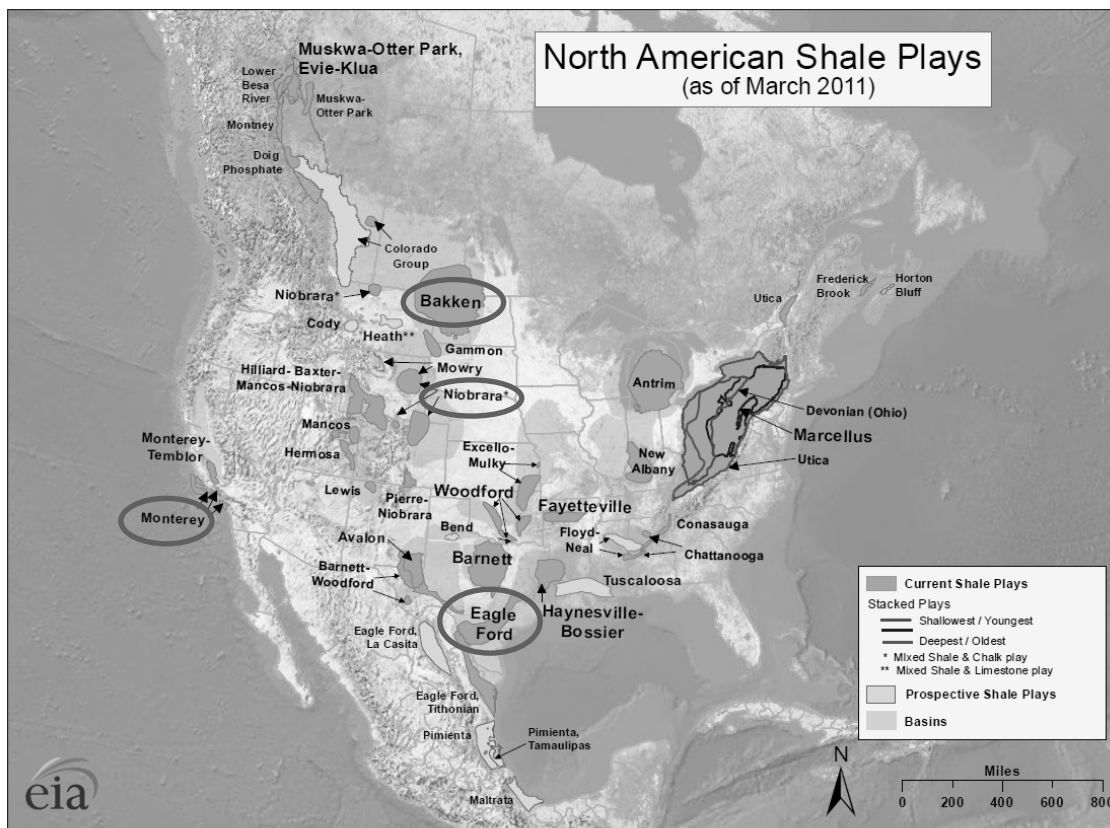 North American Shale Plays
(as of March 2011)
Muskwa-Otter Park,
Evie-Klua
Lower
Besa
River
Muskwa-
Otter Park
Montney
Doig
Phosphate
Colorado
Group
Niobrara*
Bakken
Cody
Heath**
Gammon
Mowry
Hilliard- Baxter-
Mancos-Niobrara
Niobrara*
Antrim
Utica
Frederick
Brook
Horton
Bluff
Devonian (Ohio)
Marcellus
Utica
Mancos
Monterey-
Temblor
Hermosa
Excello-
Mulky
New
Albany
Lewis
Pierre-
Niobrara
Woodford
Fayetteville
Monterey
Bend
Floyd-
Neal
Conasauga
Chattanooga
Avalon
Barnett
Barnett-
Woodford
Tuscaloosa
Eagle
Ford
Haynesville-
Bossier
Eagle Ford,
La Casita
Eagle Ford,
Tithonian
Pimienta
Pimienta,
Tamaulipas
Maltrata
Current Shale Plays
Stacked Plays
Shallowest / Youngest
Deepest / Oldest
* Mixed Shale & Chalk play
** Mixed Shale & Limestone play
Prospective Shale Plays
Basins
N
Miles
0 200 400 600 800
eia